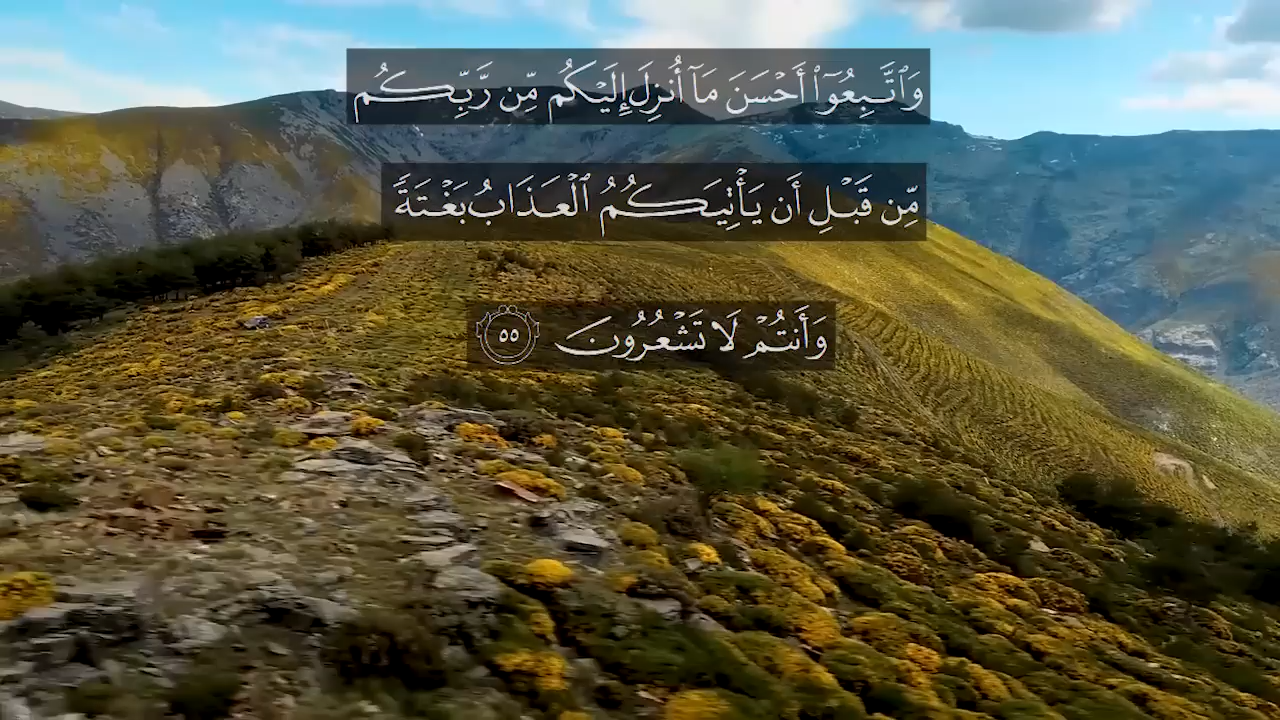 وَٱتَّبِعُوٓا۟ أَحْسَنَ مَآ أُنزِلَ إِلَيْكُم مِّن رَّبِّكُم
مِّن قَبْلِ أَن يَأْتِيَكُمُ ٱلْعَذَابُ بَغْتَةً
وَأَنتُمْ لَا تَشْعُرُونَ ٥٥